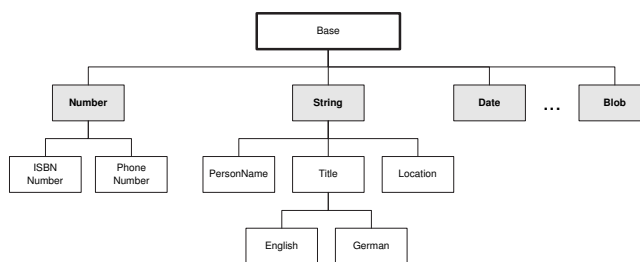 Base
Number
String
Date
...
Blob
ISBN
Number
Phone
Number
PersonName
Title
Location
English
German